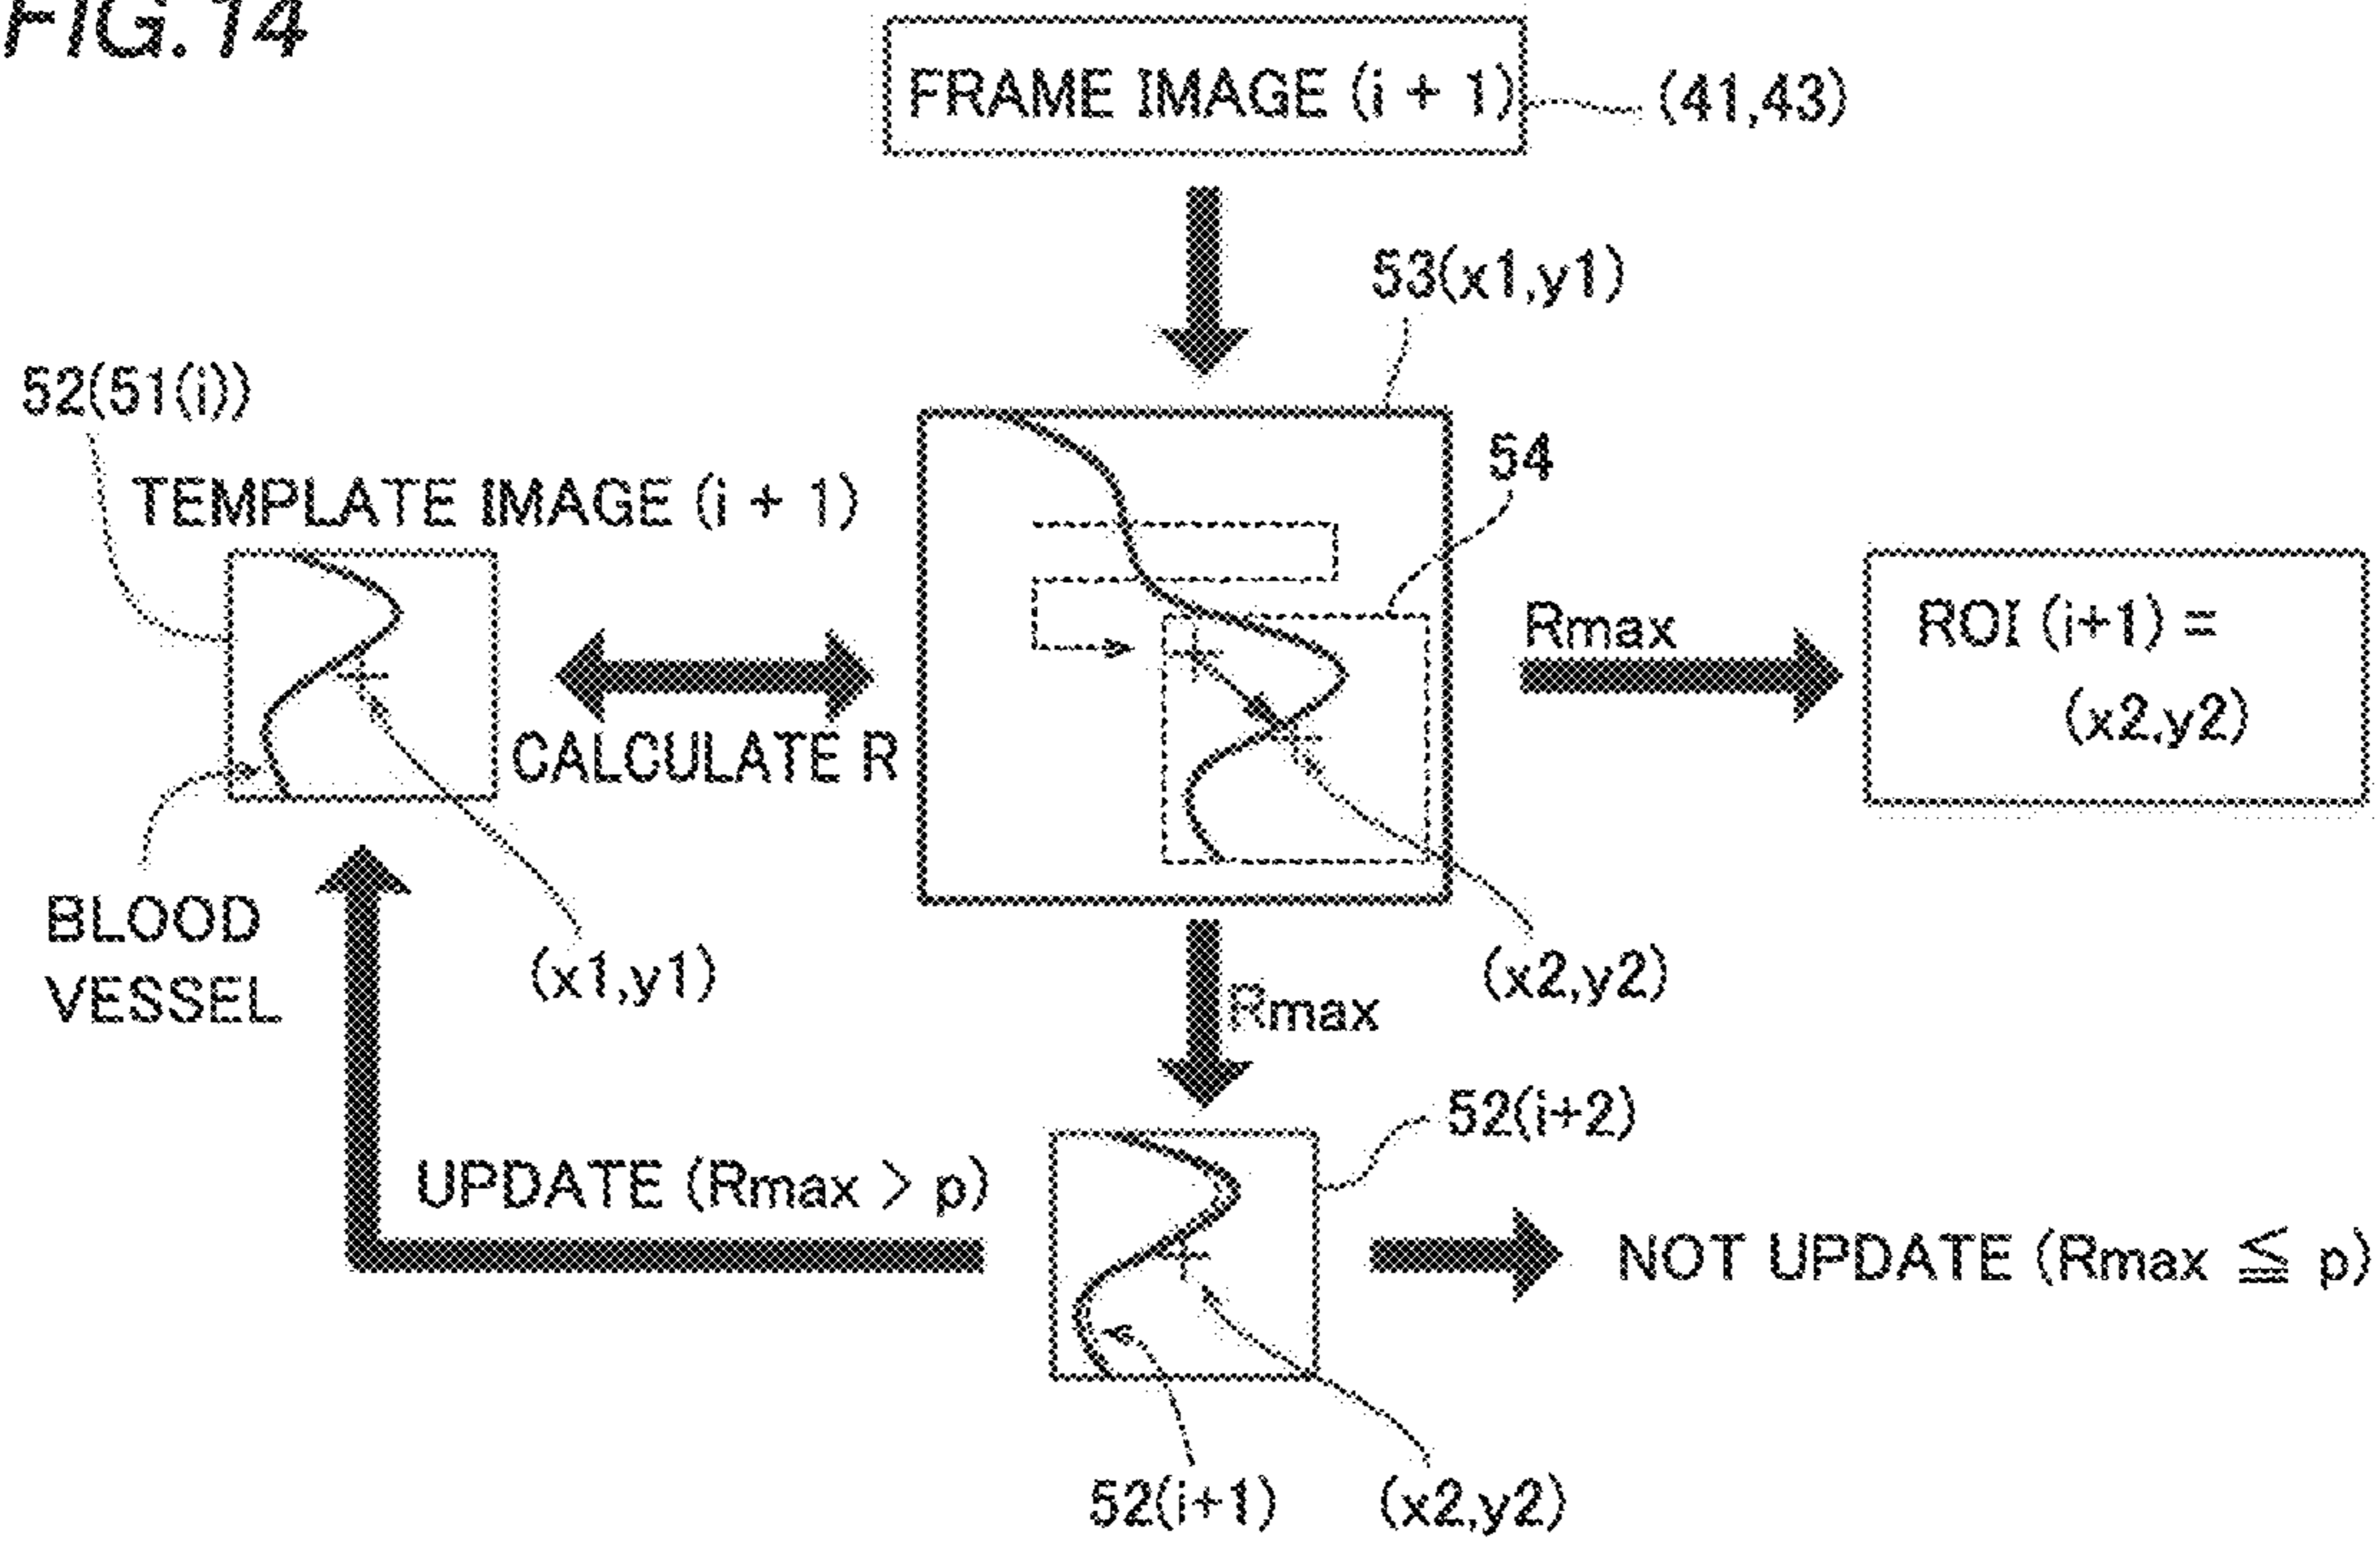 FIG. 14
FRAME IMAGE (i + 1)
(41,43)
53(x1,y1)
52(51(i))
54
TEMPLATE IMAGE (i + 1)
Rmax
ROI (i+1) =
(x2,y2)
CALCULATE R
BLOOD
VESSEL
(x1,y1)
(x2,y2)
Rmax
52(i+2)
UPDATE (Rmax > p)
NOT UPDATE (Rmax ≦ p)
52(i+1)
(x2,y2)